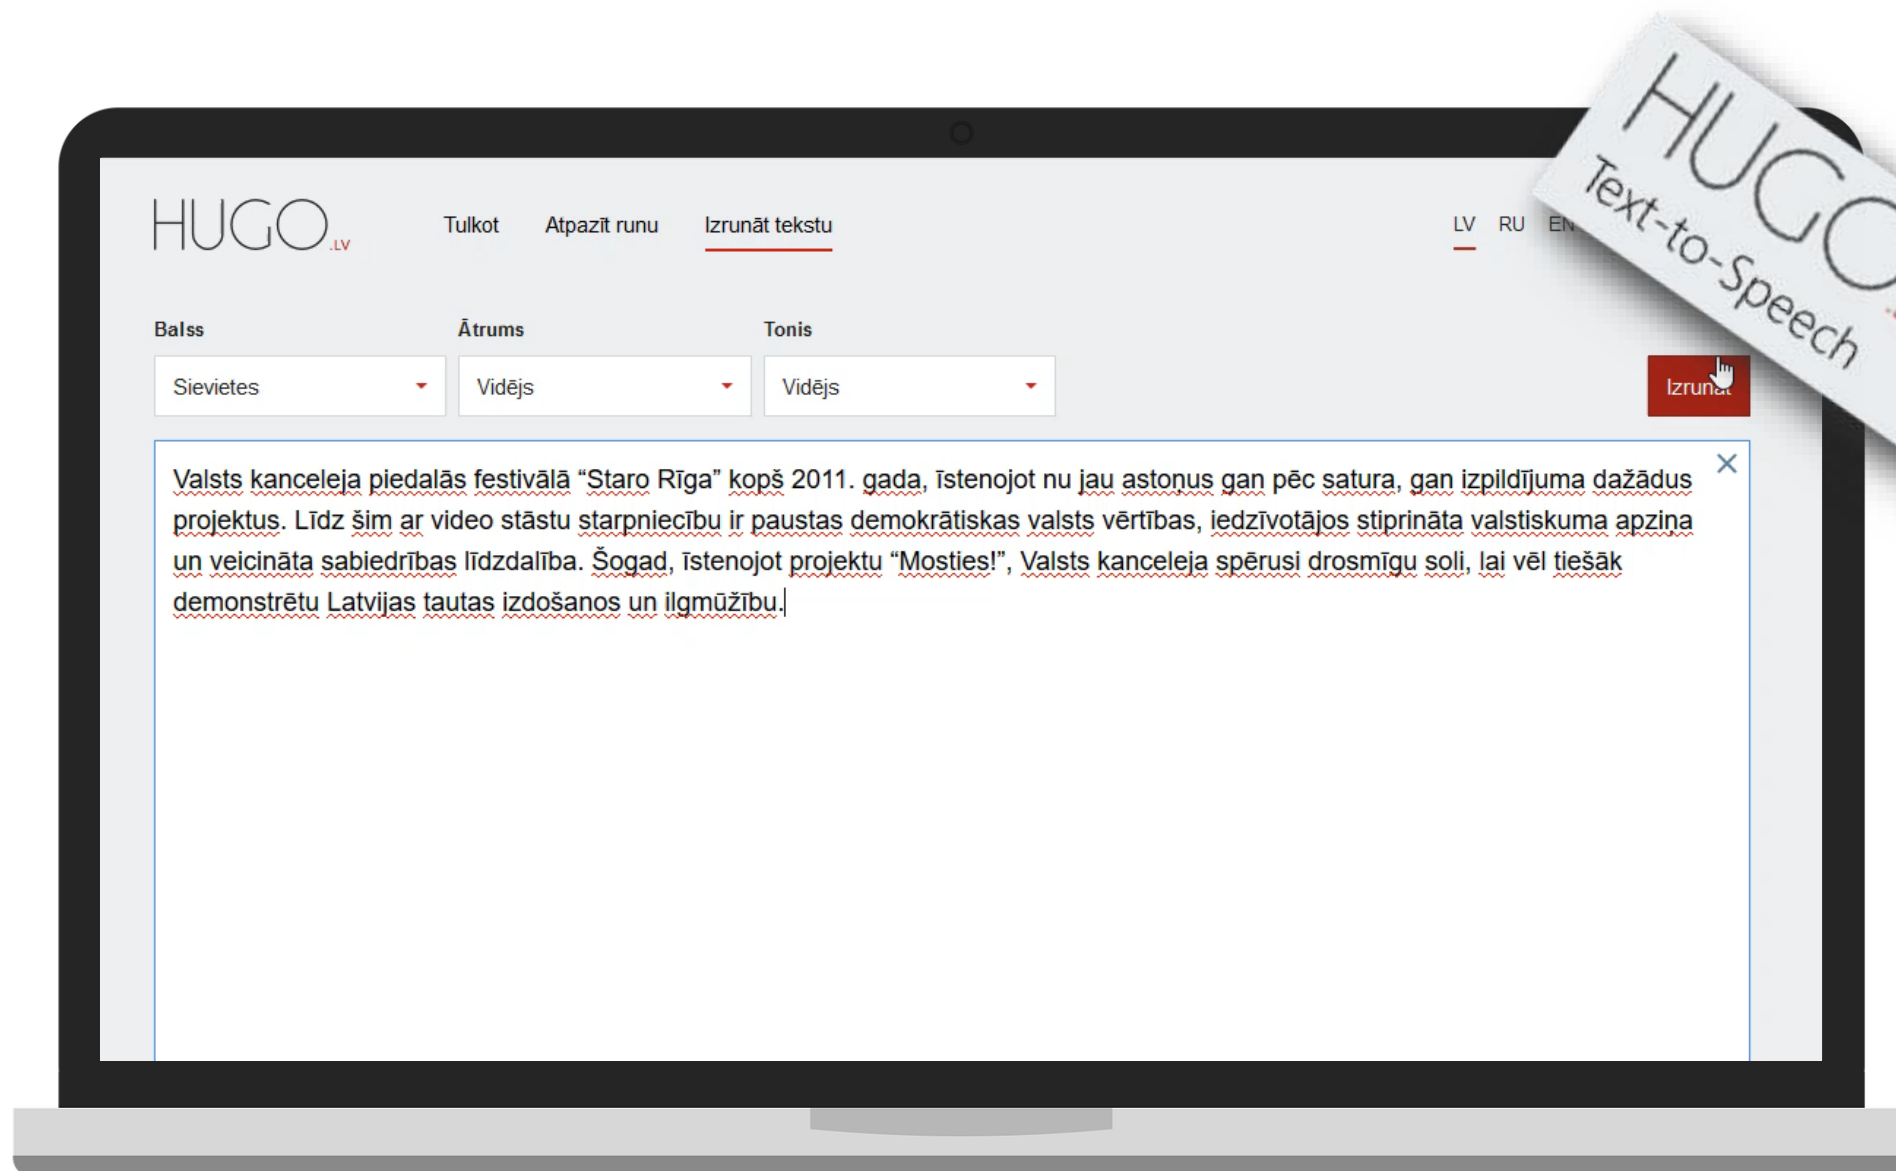 HUGO.LV
Tulkot Atpazīt runu Izrunāt tekstu
LV RU EN
HUGO
Text-to-Speech
Balss Ātrums Tonis
Sievietes Vidējs Vidējs
Izrunāt
Valsts kanceleja piedalās festivālā “Staro Rīga” kopš 2011. gada, īstenojot nu jau astoņus gan pēc satura, gan izpildījuma dažādus
projektus. Līdz šim ar video stāstu starpniecību ir paustas demokrātiskas valsts vērtības, iedzīvotājos stiprināta valstiskuma apziņa
un veicināta sabiedrības līdzdalība. Šogad, īstenojot projektu “Mosties!”, Valsts kanceleja spērusi drosmīgu soli, lai vēl tiešāk
demonstrētu Latvijas tautas izdošanos un ilgmūžību.